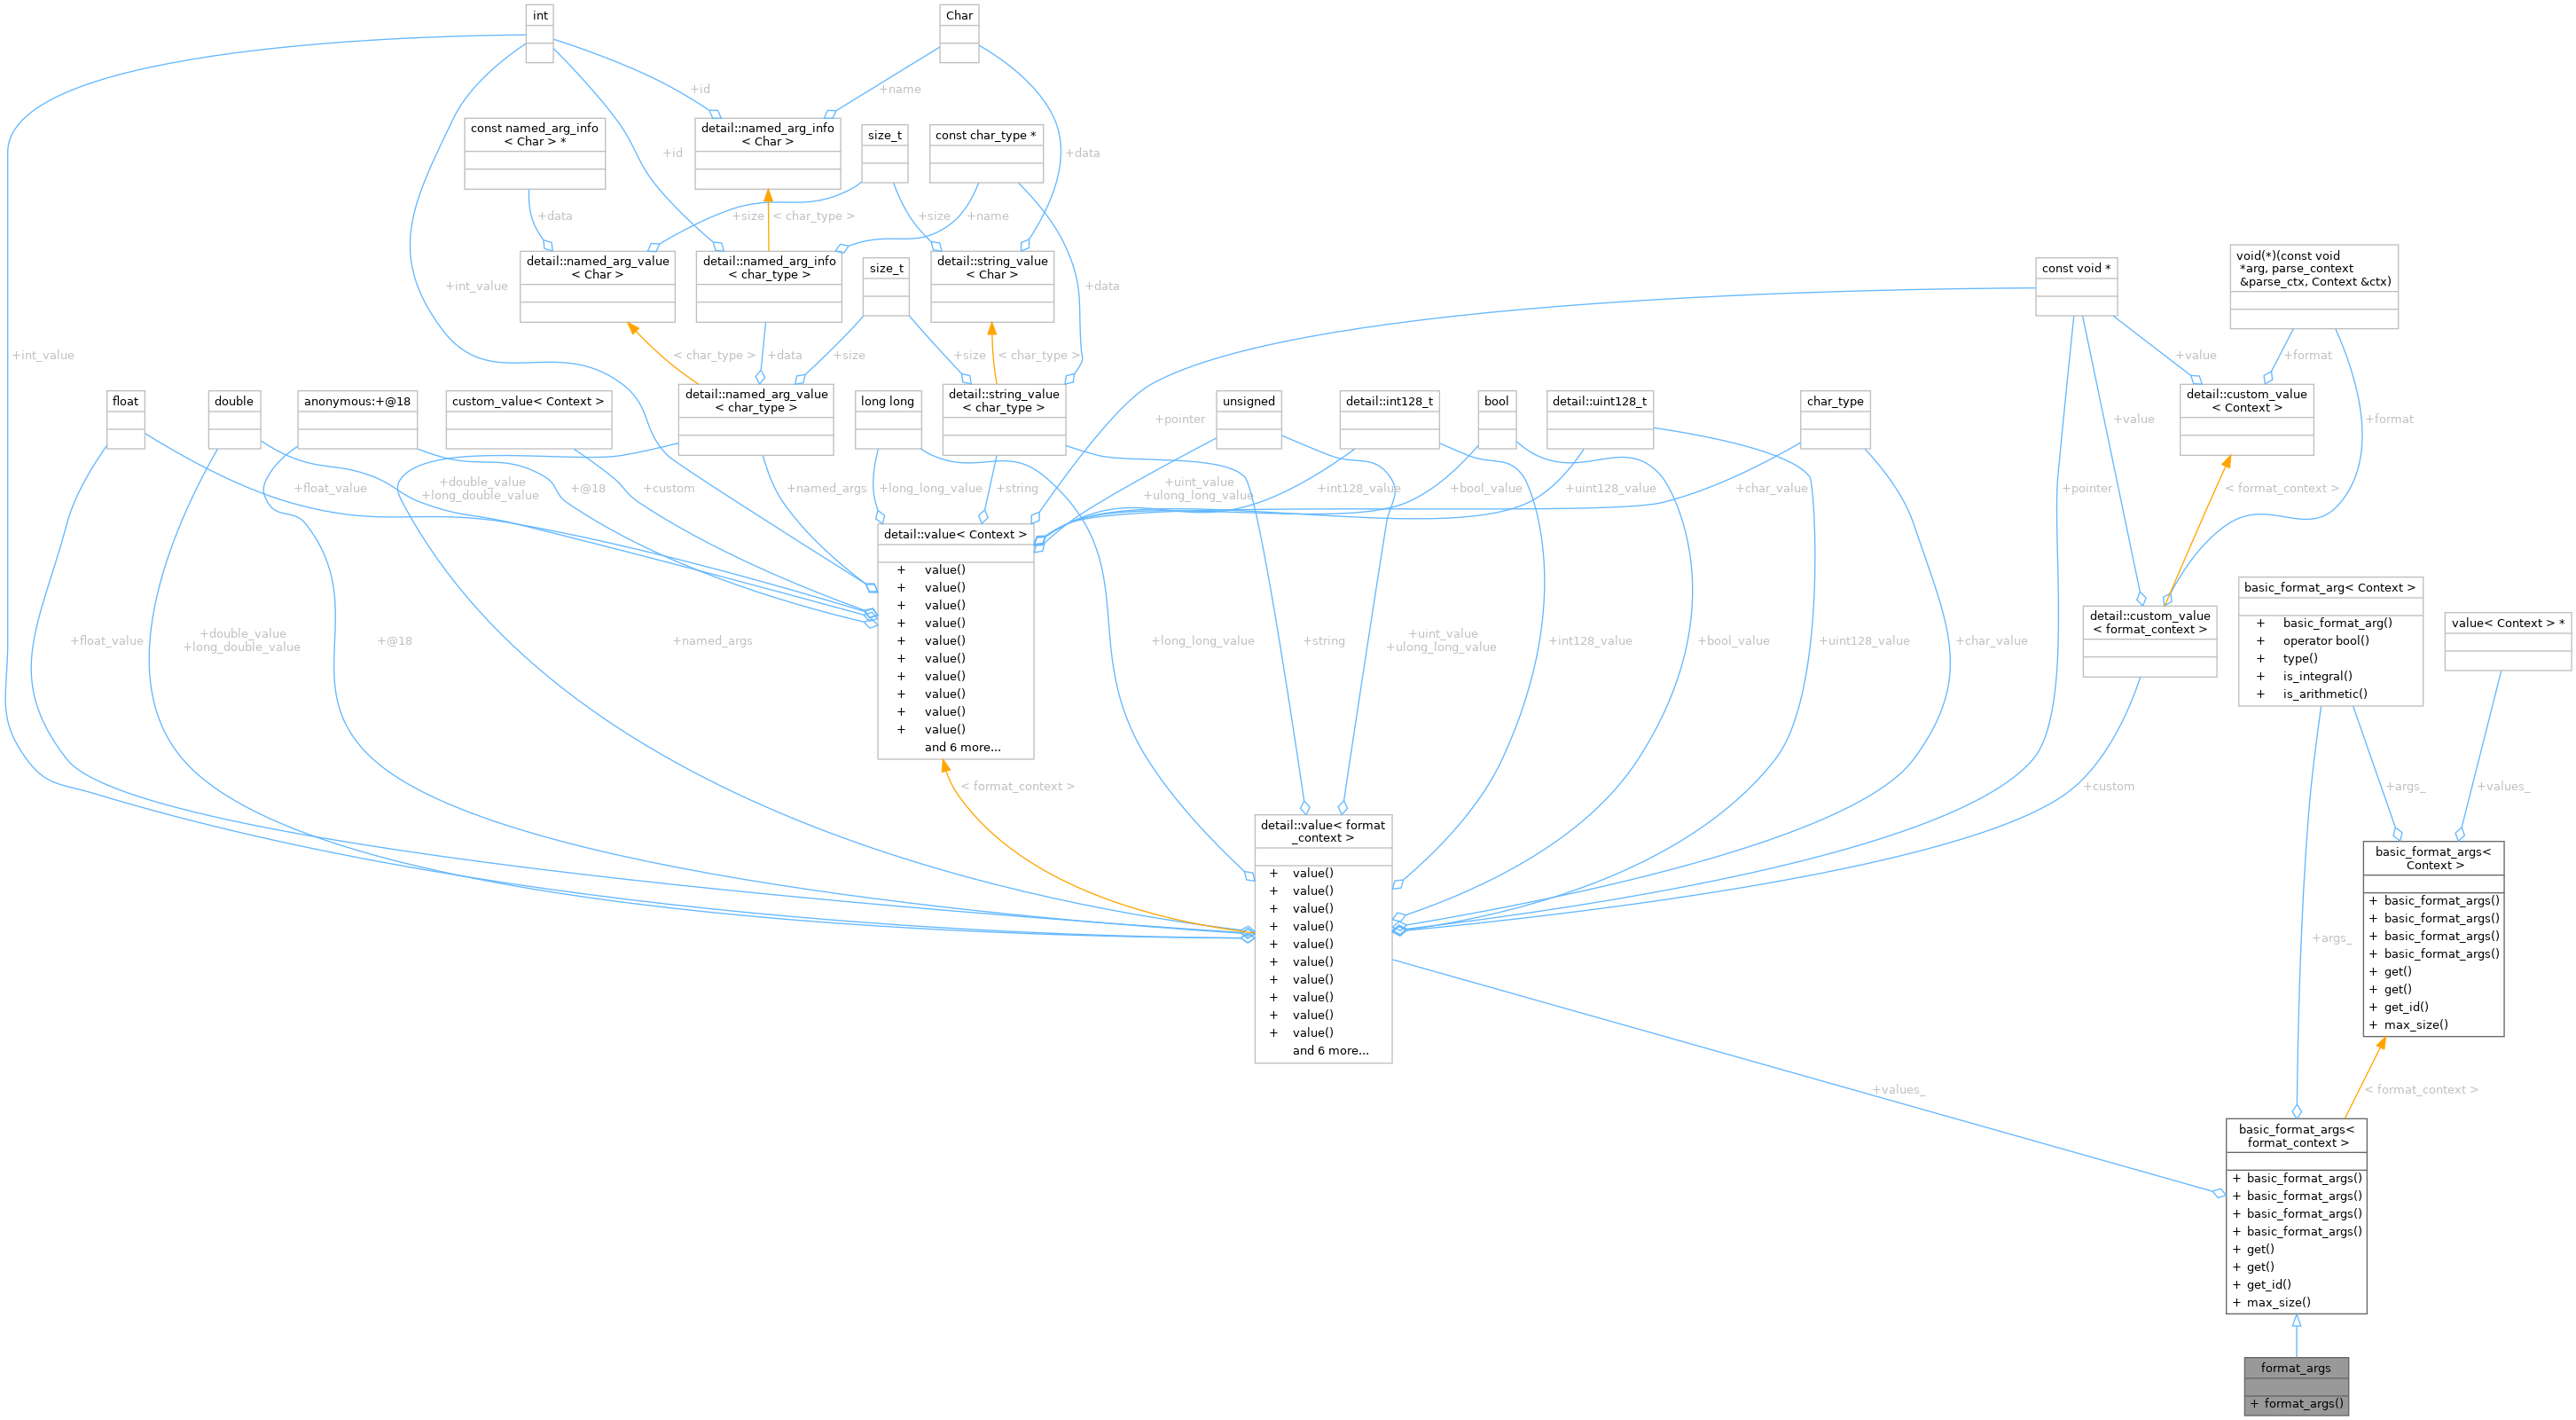 int
Char
+id
+name
const named_arg_info
< Char > *
detail::named_arg_info
< Char >
size_t
const char_type *
+id
+data
+data
+size
< char_type >
+size
+name
detail::named_arg_value
< Char >
detail::named_arg_info
< char_type >
size_t
detail::string_value
< Char >
const void *
void(*)(const void
*arg, parse_context
&parse_ctx, Context &ctx)
+int_value
+data
+int_value
< char_type >
+data
+size
+size
< char_type >
+value
+format
float
double
anonymous:+@18
custom_value< Context >
detail::named_arg_value
< char_type >
long long
detail::string_value
< char_type >
unsigned
detail::int128_t
bool
detail::uint128_t
char_type
detail::custom_value
< Context >
+pointer
+value
+format
+float_value
+double_value
+long_double_value
+@18
+custom
+named_args
+long_long_value
+string
+uint_value
+ulong_long_value
+int128_value
+bool_value
+uint128_value
+char_value
+pointer
< format_context >
detail::value< Context >
+ value()
+ value()
+ value()
+ value()
+ value()
+ value()
+ value()
+ value()
+ value()
+ value()
and 6 more...
+float_value
+double_value
+long_double_value
+@18
+named_args
+long_long_value
+string
+uint_value
+ulong_long_value
+int128_value
+bool_value
+uint128_value
+char_value
detail::custom_value
< format_context >
basic_format_arg< Context >
+ basic_format_arg()
+ operator bool()
+ type()
+ is_integral()
+ is_arithmetic()
value< Context > *
< format_context >
+custom
+args_
+values_
detail::value< format
_context >
+ value()
+ value()
+ value()
+ value()
+ value()
+ value()
+ value()
+ value()
+ value()
+ value()
and 6 more...
+args_
basic_format_args<
Context >
+ basic_format_args()
+ basic_format_args()
+ basic_format_args()
+ basic_format_args()
+ get()
+ get()
+ get_id()
+ max_size()
+values_
< format_context >
basic_format_args<
format_context >
+ basic_format_args()
+ basic_format_args()
+ basic_format_args()
+ basic_format_args()
+ get()
+ get()
+ get_id()
+ max_size()
format_args
+ format_args()